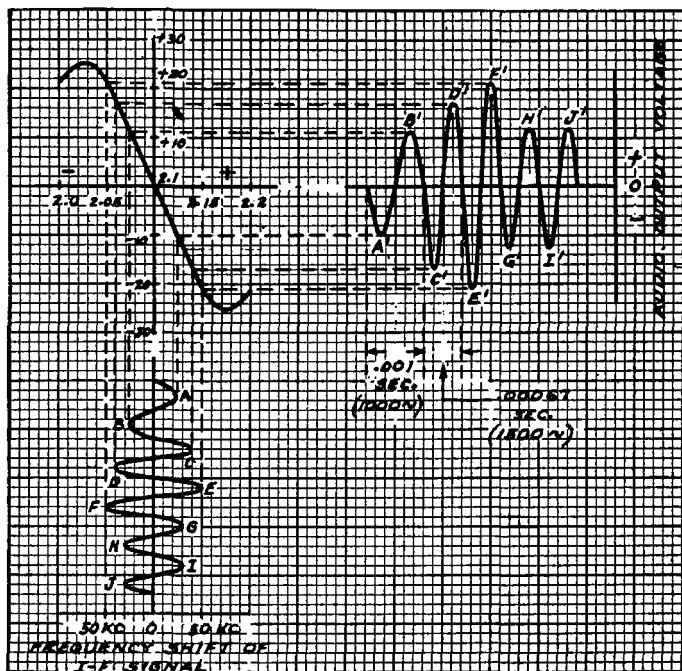 +30
+20
+10
- +
2.1
2.0 2.05 2.15 2.2
10
20
30
A
B
C
D
E
F
G
H
I
J
50KC 0 50KC
FREQUENCY SHIFT OF
I-F SIGNAL
A'
B'
C'
D'
E'
F'
G'
H'
I'
J'
.001
SEC.
(1000~)
.00067
SEC.
(1500~)
+
0
-
AUDIO OUTPUT VOLTAGE